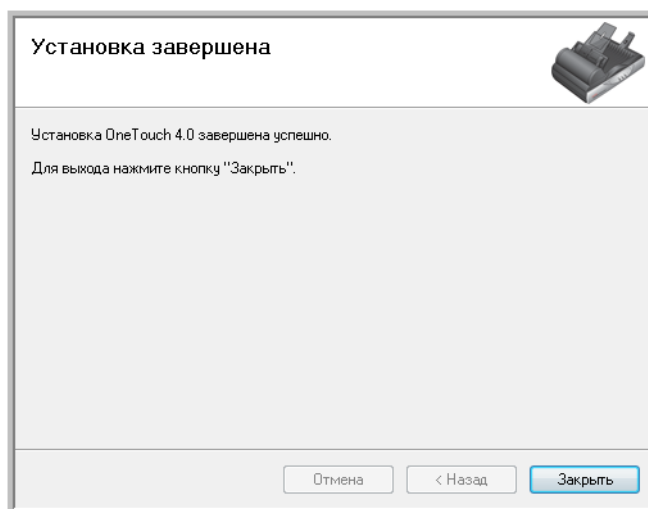 Установка завершена
Установка OneTouch 4.0 завершена успешно.
Для выхода нажмите кнопку "Закрыть".
Отмена
< Назад
Закрыть